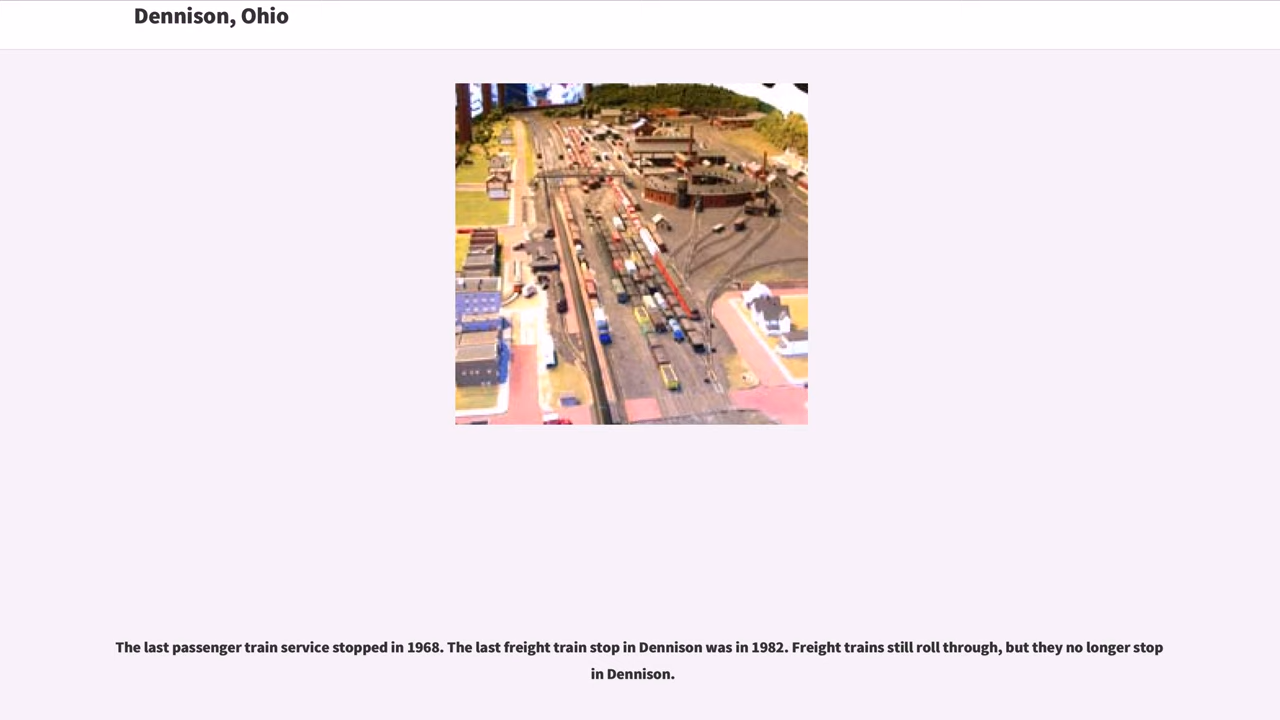 Dennison, Ohio
The last passenger train service stopped in 1968. The last freight train stop in Dennison was in 1982. Freight trains still roll through, but they no longer stop
in Dennison.